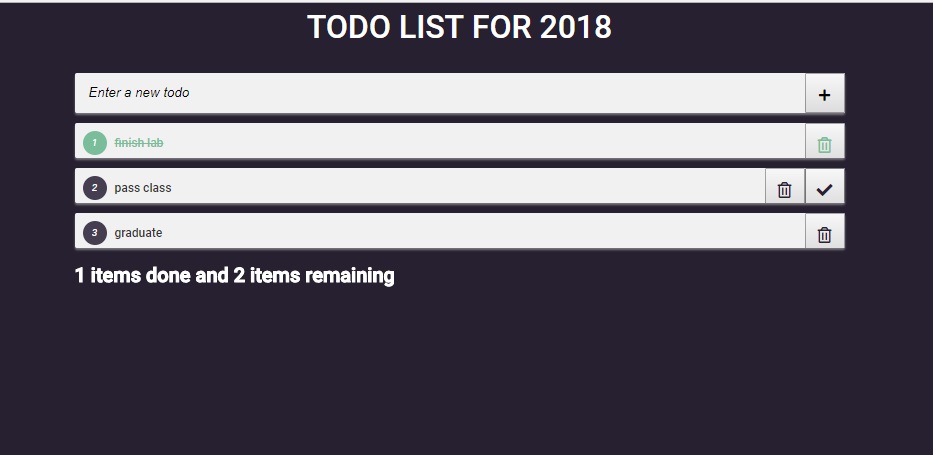 TODO LIST FOR 2018
Enter a new todo
1 finish lab
2 pass class
3 graduate
1 items done and 2 items remaining